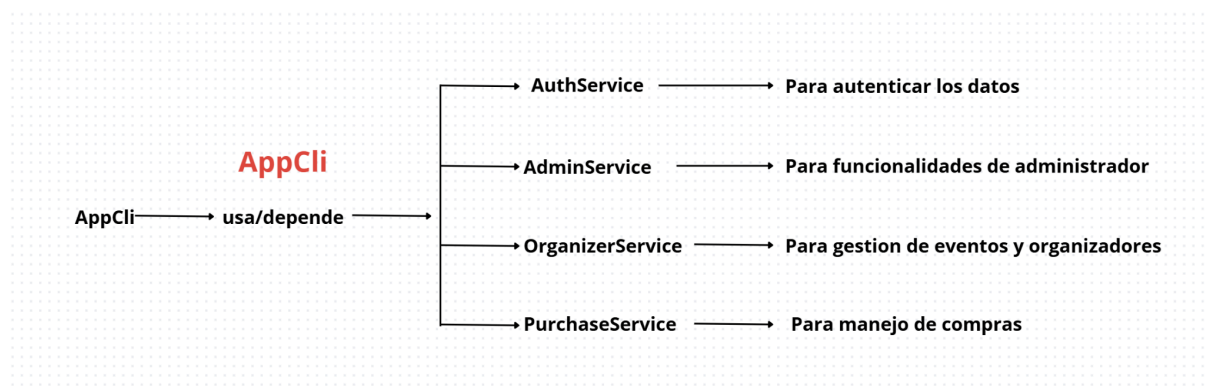 AppCli
AppCli usa/depende
AuthService Para autenticar los datos
AdminService Para funcionalidades de administrador
OrganizerService Para gestion de eventos y organizadores
PurchaseService Para manejo de compras